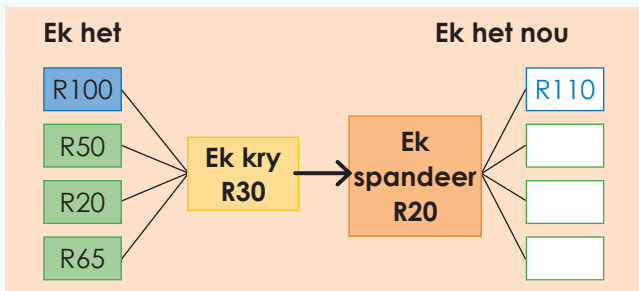 Ek het
Ek het nou
R100
R50
R20
R65
Ek kry
R30
Ek
spandeer
R20
R110